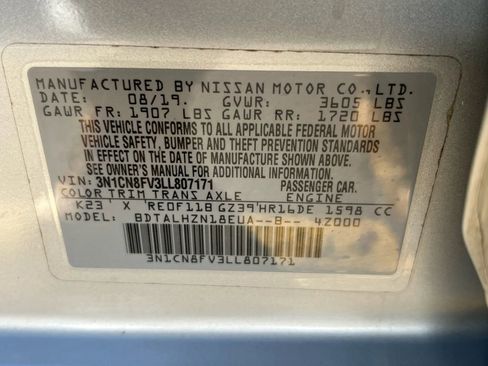 MANUFACTURED BY NISSAN MOTOR CO.,LTD.
DATE: 08/19. GVWR: 3605 LBS
GAWR FR: 1907 LBS GAWR RR: 1720 LBS
THIS VEHICLE CONFORMS TO ALL APPLICABLE FEDERAL MOTOR
VEHICLE SAFETY, BUMPER AND THEFT PREVENTION
STANDARDS IN EFFECT ON THE
DATE OF MANUFACTURE SHOWN ABOVE.
SEE OWNER'S MANUAL FOR ADDITIONAL INFORMATION.
VIN: 3N1CN8FV3LL807171 PASSENGER CAR.
COLOR TRIM TRANS AXLE ENGINE
K23 X RE0F11B GZ39 HR16DE 1598 CC
MODEL: BDTALHZN18EUA--B-- 4Z000
3N1CN8FV3LL807171